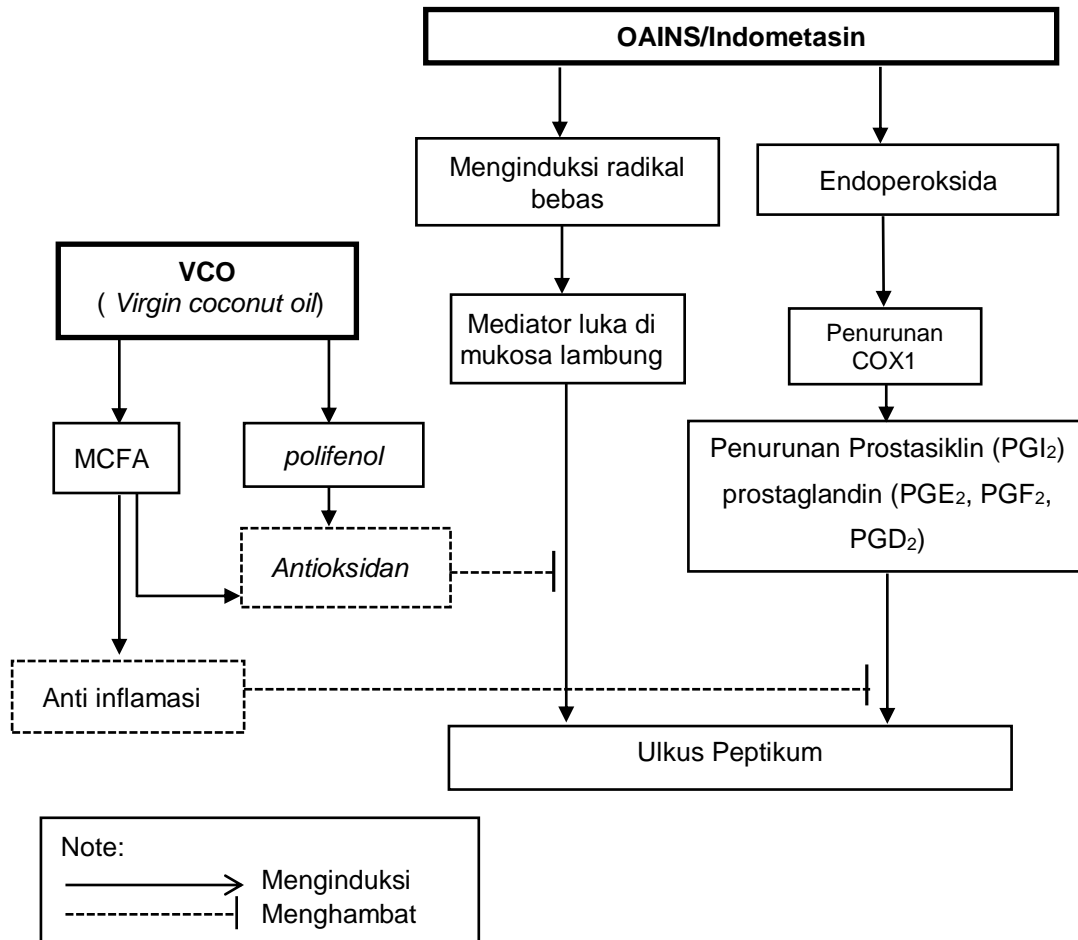 OAINS/Indometasin
Menginduksi radikal
bebas
Endoperoksida
VCO
( Virgin coconut oil)
Mediator luka di
mukosa lambung
Penurunan
COX1
MCFA
polifenol
Penurunan Prostasiklin (PGI₂)
prostaglandin (PGE₂, PGF₂,
PGD₂)
Antioksidan
Anti inflamasi
Ulkus Peptikum
Note:
Menginduksi
Menghambat